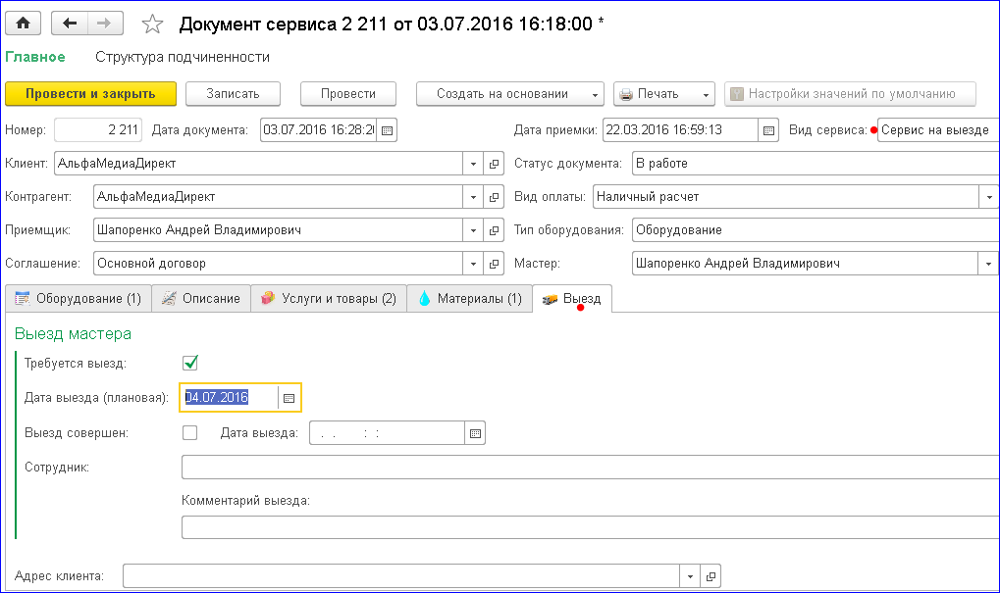 Документ сервиса 2 211 от 03.07.2016 16:18:00 *
Главное Структура подчиненности
Провести и закрыть Записать Провести Создать на основании Печать Настройки значений по умолчанию
Номер: 2 211 Дата документа: 03.07.2016 16:28:20 Дата приемки: 22.03.2016 16:59:13 Вид сервиса: Сервис на выезде
Клиент: АльфаМедиаДирект Статус документа: В работе
Контрагент: АльфаМедиаДирект Вид оплаты: Наличный расчет
Приемщик: Шапоренко Андрей Владимирович Тип оборудования: Оборудование
Соглашение: Основной договор Мастер: Шапоренко Андрей Владимирович
Оборудование (1) Описание Услуги и товары (2) Материалы (1) Выезд
Выезд мастера
Требуется выезд:
Дата выезда (плановая): 04.07.2016
Выезд совершен: Дата выезда: . . : :
Сотрудник:
Комментарий выезда:
Адрес клиента: